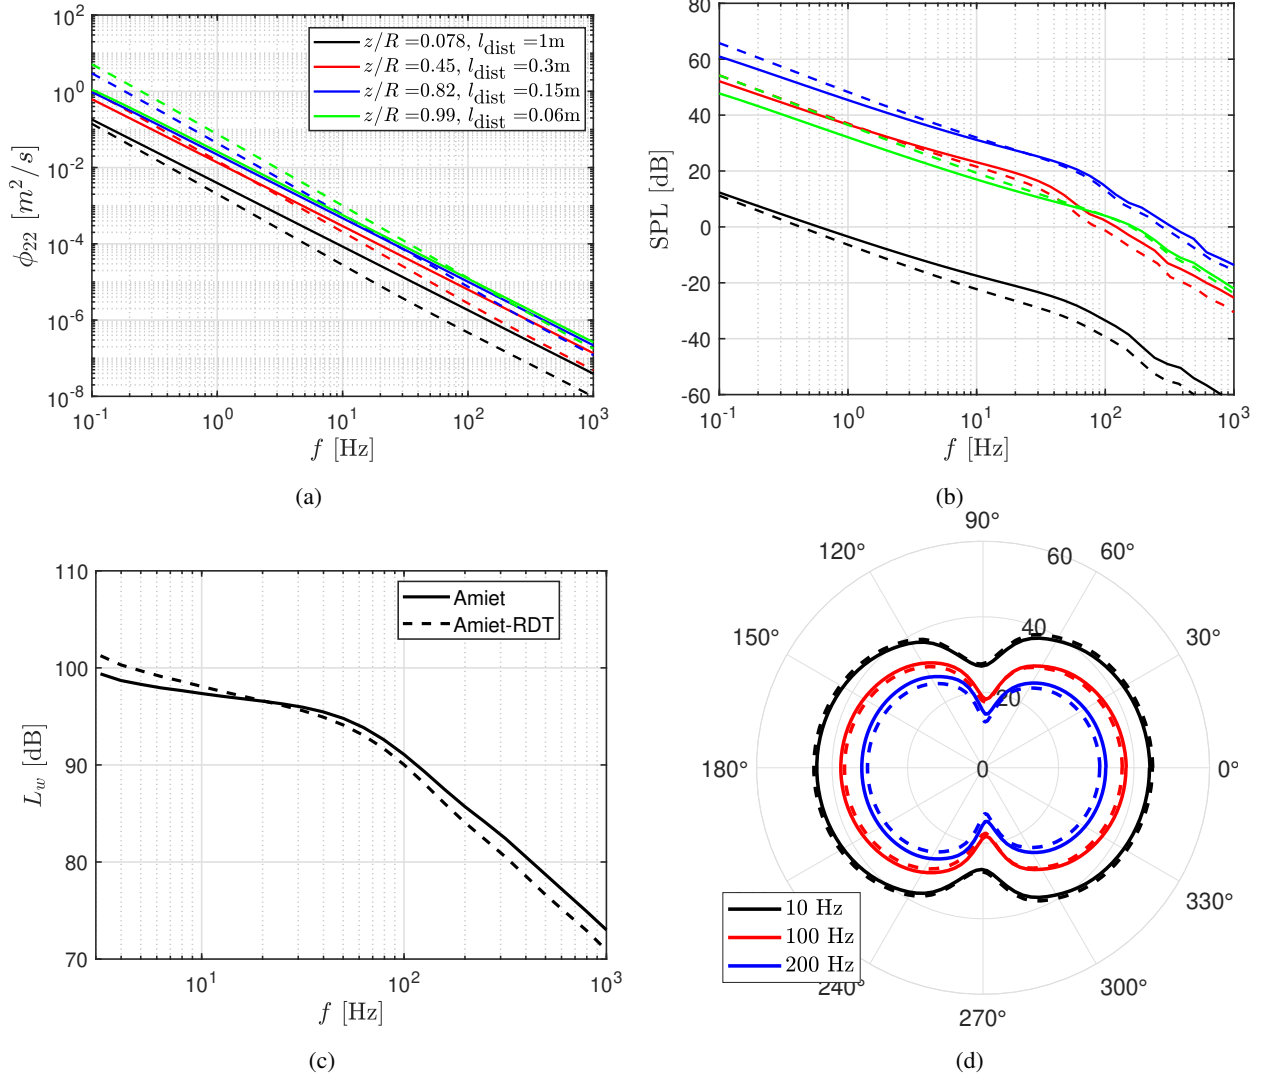 10^2
10^0
10^-2
10^-4
10^-6
10^-8
ϕ_22 [m^2/s]
z/R = 0.078, l_dist = 1m
z/R = 0.45, l_dist = 0.3m
z/R = 0.82, l_dist = 0.15m
z/R = 0.99, l_dist = 0.06m
10^-1 10^0 10^1 10^2 10^3
f [Hz]
(a)
80
60
40
20
0
-20
-40
-60
SPL [dB]
10^-1 10^0 10^1 10^2 10^3
f [Hz]
(b)
110
100
90
80
70
L_w [dB]
Amiet
Amiet-RDT
10^1 10^2 10^3
f [Hz]
(c)
90°
120° 60 60°
150° 40 30°
20
180° 0 0°
330°
10 Hz
100 Hz
200 Hz
240° 300°
270°
(d)